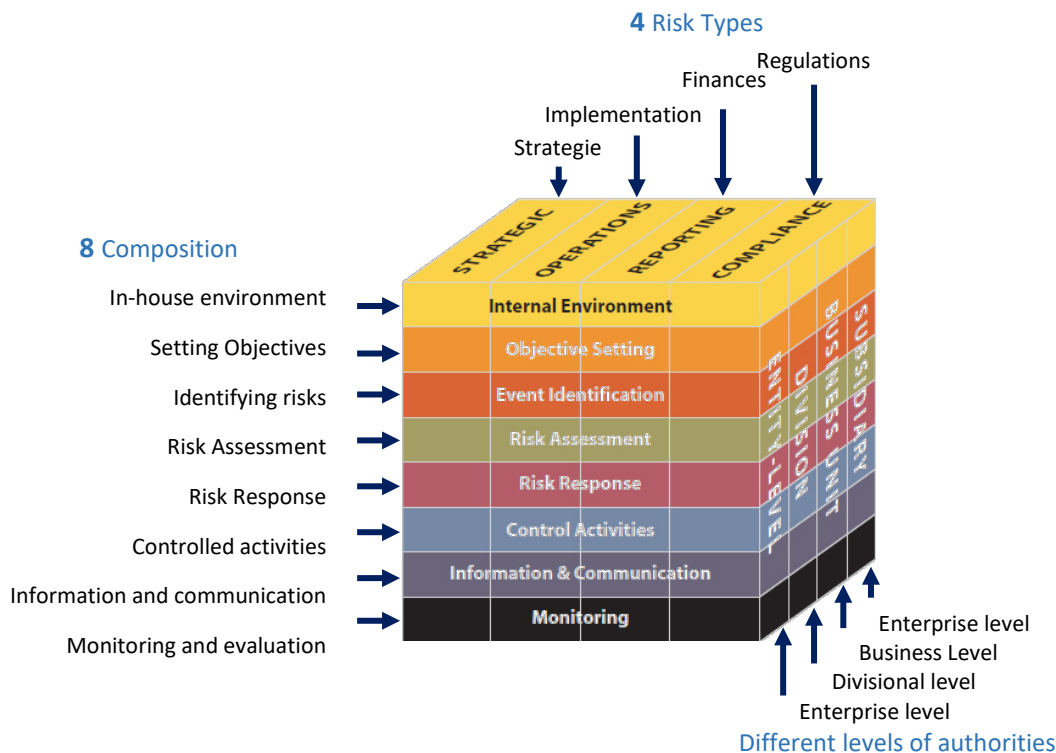 4 Risk Types
Regulations
Finances
Implementation
Strategie
STRATEGIC
OPERATIONS
REPORTING
COMPLIANCE
8 Composition
In-house environment
Setting Objectives
Identifying risks
Risk Assessment
Risk Response
Controlled activities
Information and communication
Monitoring and evaluation
Internal Environment
Objective Setting
Event Identification
Risk Assessment
Risk Response
Control Activities
Information & Communication
Monitoring
ENTITY-LEVEL
DIVISION
BUSINESS UNIT
SUBSIDIARY
Enterprise level
Business Level
Divisional level
Enterprise level
Different levels of authorities